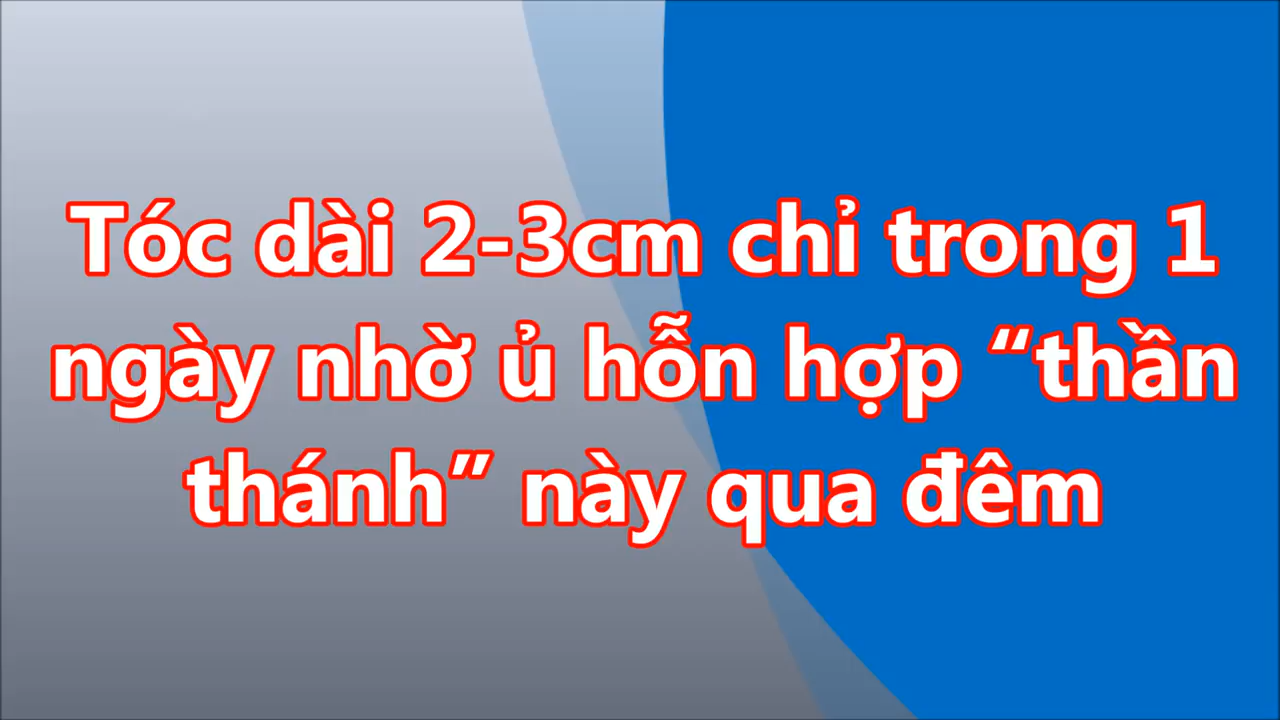 Tóc dài 2-3cm chỉ trong 1
ngày nhờ ủ hỗn hợp “thần
thánh” này qua đêm